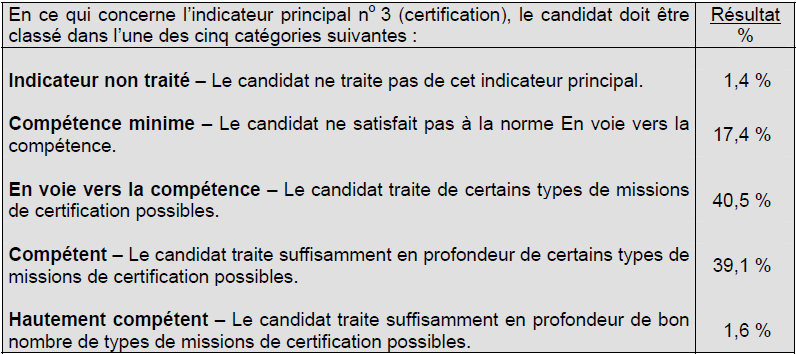 En ce qui concerne l’indicateur principal no 3 (certification), le candidat doit être Résultat
classé dans l’une des cinq catégories suivantes : %
Indicateur non traité – Le candidat ne traite pas de cet indicateur principal. 1,4 %
Compétence minime – Le candidat ne satisfait pas à la norme En voie vers la
compétence. 17,4 %
En voie vers la compétence – Le candidat traite de certains types de missions
de certification possibles. 40,5 %
Compétent – Le candidat traite suffisamment en profondeur de certains types de
missions de certification possibles. 39,1 %
Hautement compétent – Le candidat traite suffisamment en profondeur de bon
nombre de types de missions de certification possibles. 1,6 %